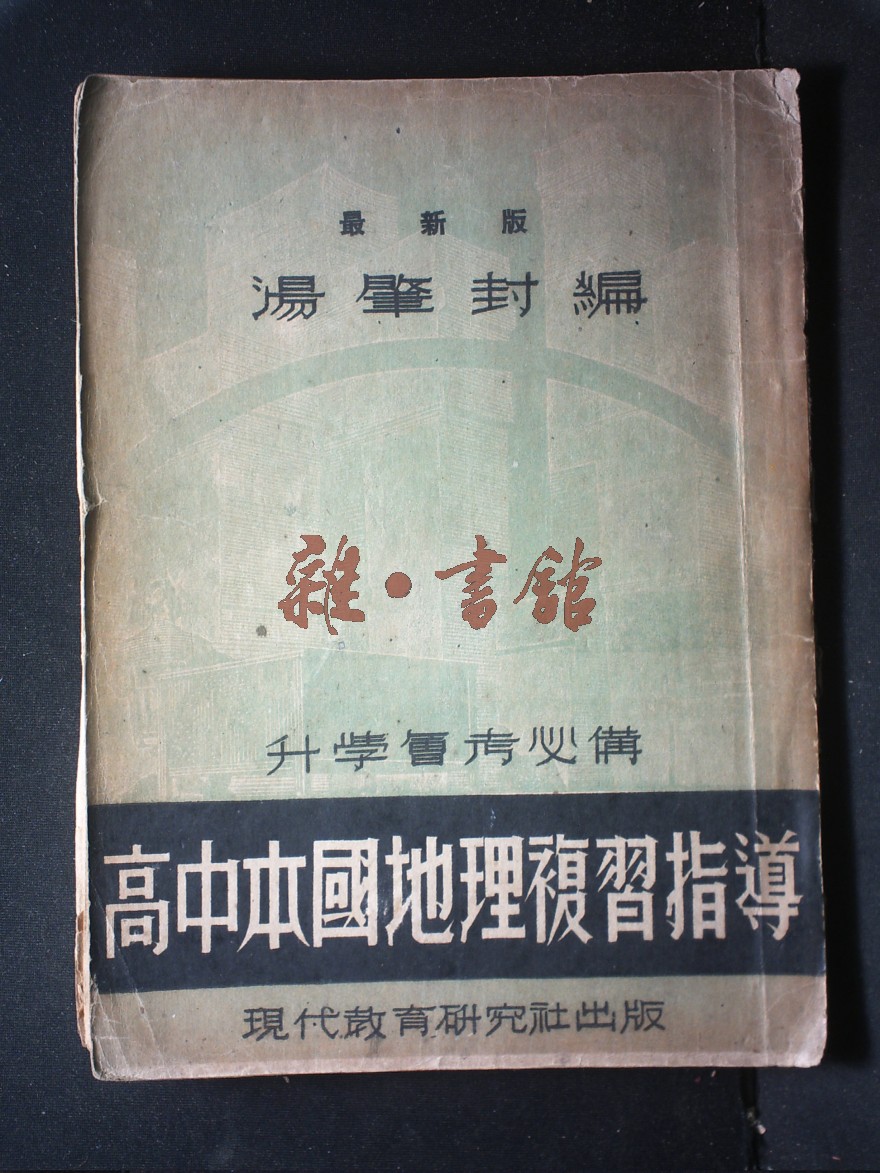 最新版
湯肇封編
雜·書館
升學會考必備
高中本國地理複習指導
現代教育研究社出版